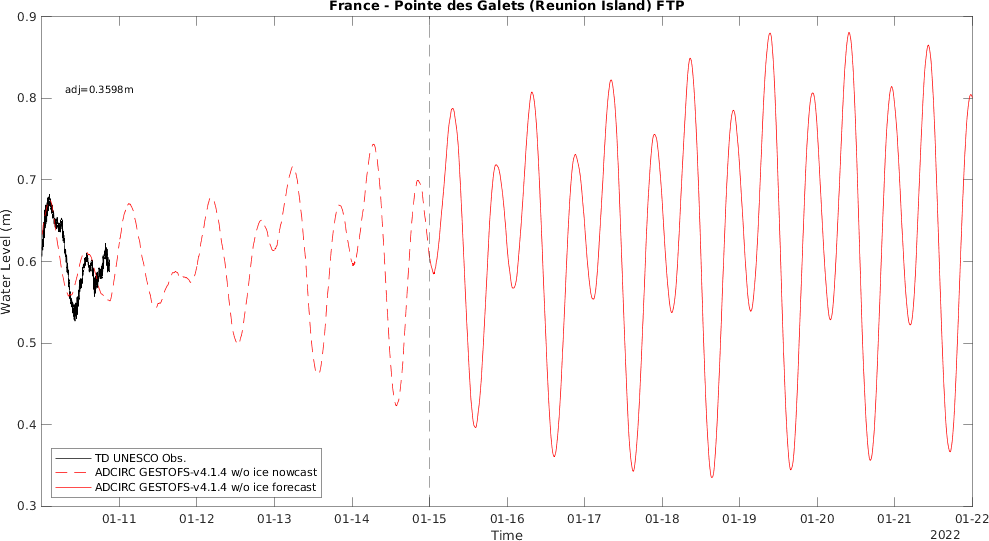 France - Pointe des Galets (Reunion Island) FTP
0.9
0.8
0.7
0.6
0.5
0.4
0.3
Water Level (m)
adj=0.3598m
TD UNESCO Obs.
ADCIRC GESTOFS-v4.1.4 w/o ice nowcast
ADCIRC GESTOFS-v4.1.4 w/o ice forecast
01-11 01-12 01-13 01-14 01-15 01-16 01-17 01-18 01-19 01-20 01-21 01-22
Time
2022